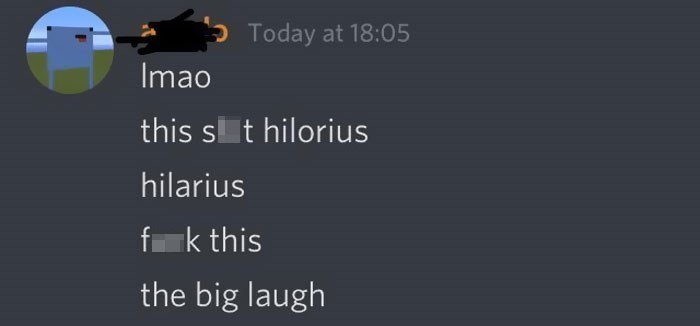 Today at 18:05
lmao
this s t hilorius
hilarius
f k this
the big laugh